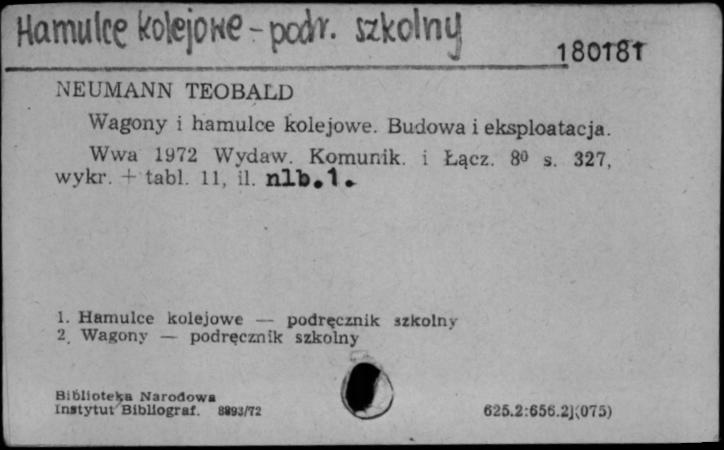 Hamulce kolejowe - podr. szkolny
180181
NEUMANN TEOBALD
Wagony i hamulce kolejowe. Budowa i eksploatacja.
Wwa 1972 Wydaw. Komunik. i Łącz. 8⁰ s. 327,
wykr. + tabl. 11, il. nlb.1.
1. Hamulce kolejowe — podręcznik szkolny
2. Wagony — podręcznik szkolny
Biblioteka Narodowa
Instytut Bibliograf. 8893/72
625.2:656.2](075)